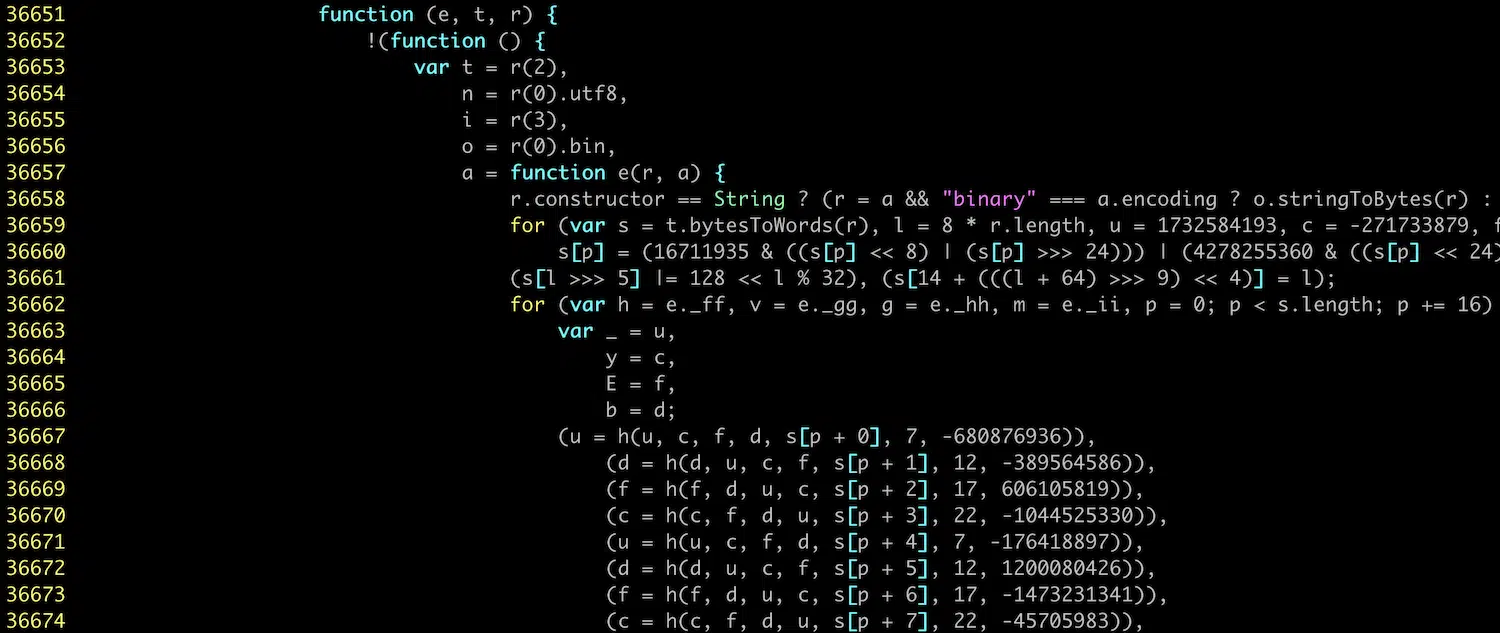 36651 function (e, t, r) {
36652 !(function () {
36653 var t = r(2),
36654 n = r(0).utf8,
36655 i = r(3),
36656 o = r(0).bin,
36657 a = function e(r, a) {
36658 r.constructor == String ? (r = a && "binary" === a.encoding ? o.stringToBytes(r) :
36659 for (var s = t.bytesToWords(r), l = 8 * r.length, u = 1732584193, c = -271733879, f
36660 s[p] = (16711935 & ((s[p] << 8) | (s[p] >>> 24))) | (4278255360 & ((s[p] << 24)
36661 (s[l >>> 5] |= 128 << l % 32), (s[14 + (((l + 64) >>> 9) << 4)] = l);
36662 for (var h = e._ff, v = e._gg, g = e._hh, m = e._ii, p = 0; p < s.length; p += 16)
36663 var _ = u,
36664 y = c,
36665 E = f,
36666 b = d;
36667 (u = h(u, c, f, d, s[p + 0], 7, -680876936)),
36668 (d = h(d, u, c, f, s[p + 1], 12, -389564586)),
36669 (f = h(f, d, u, c, s[p + 2], 17, 606105819)),
36670 (c = h(c, f, d, u, s[p + 3], 22, -1044525330)),
36671 (u = h(u, c, f, d, s[p + 4], 7, -176418897)),
36672 (d = h(d, u, c, f, s[p + 5], 12, 1200080426)),
36673 (f = h(f, d, u, c, s[p + 6], 17, -1473231341)),
36674 (c = h(c, f, d, u, s[p + 7], 22, -45705983)),